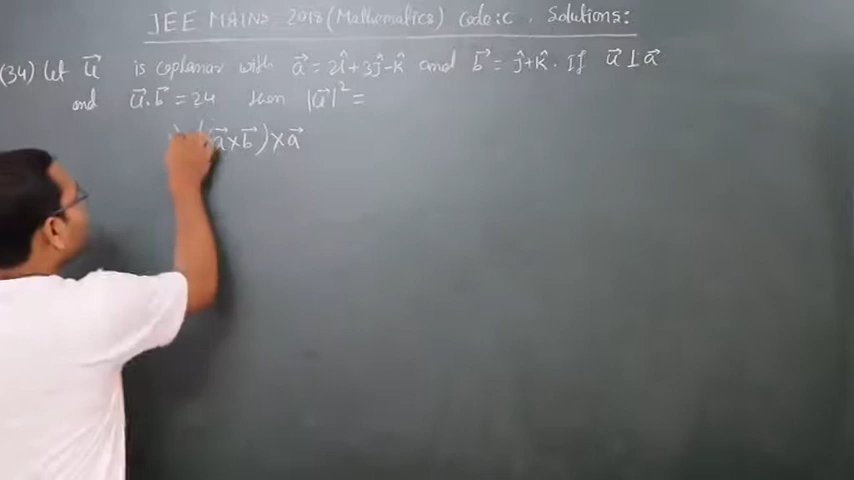 JEE MAINS 2018 (Mathematics) Code:C, Solutions:
(34) Let u⃗ is coplanar with a⃗ = 2î+3ĵ-k̂ and b⃗ = ĵ+k̂. If u⃗ ⊥ a⃗
and u⃗.b⃗ = 24 then |u⃗|² =
(a⃗×b⃗)×a⃗